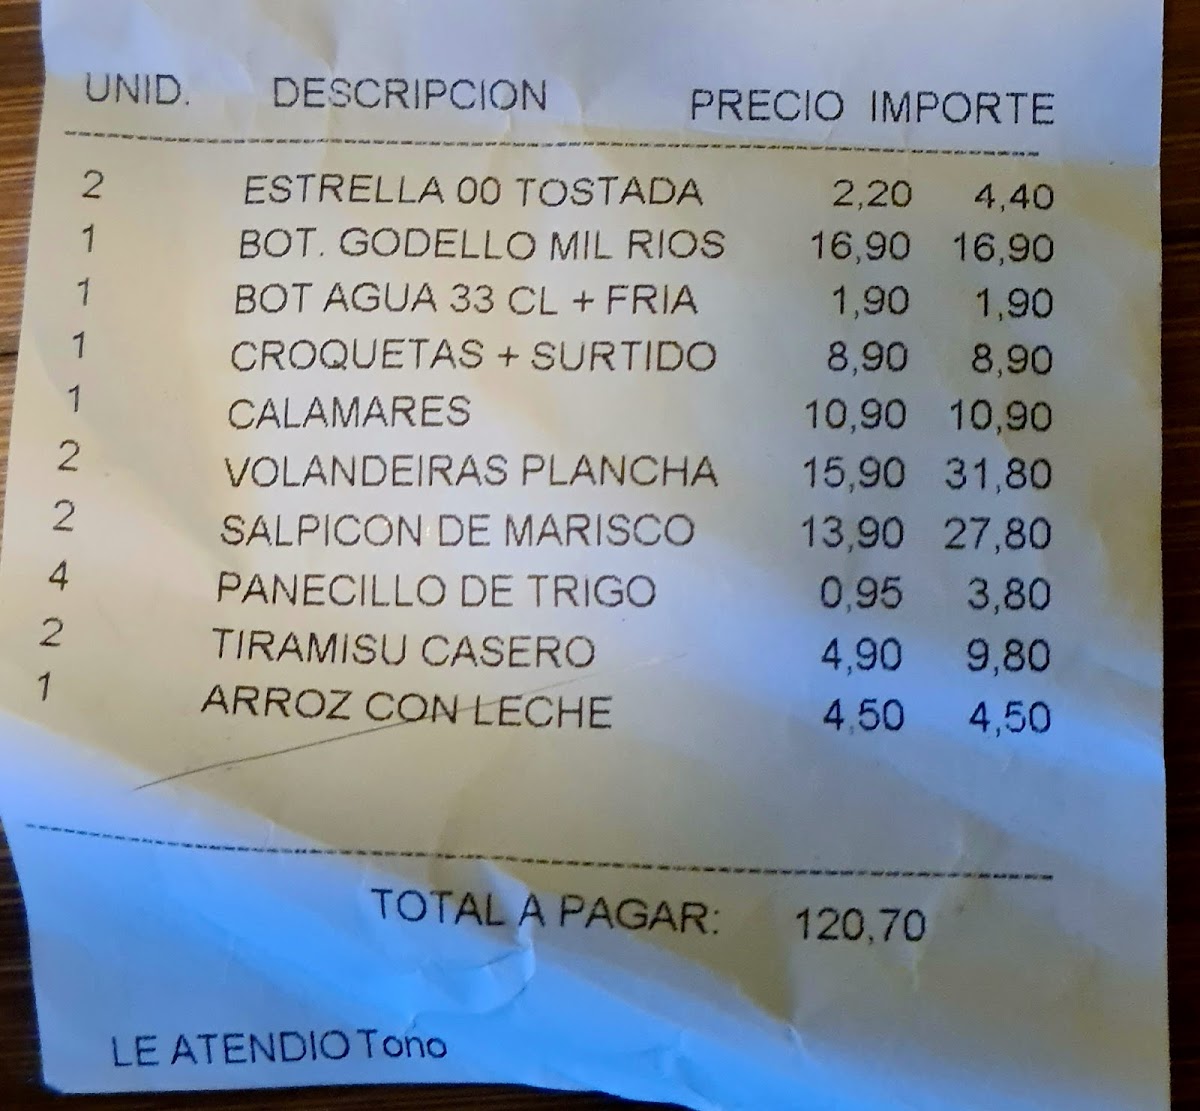 UNID. DESCRIPCION PRECIO IMPORTE
2 ESTRELLA 00 TOSTADA 2,20 4,40
1 BOT. GODELLO MIL RIOS 16,90 16,90
1 BOT AGUA 33 CL + FRIA 1,90 1,90
1 CROQUETAS + SURTIDO 8,90 8,90
1 CALAMARES 10,90 10,90
2 VOLANDEIRAS PLANCHA 15,90 31,80
2 SALPICON DE MARISCO 13,90 27,80
4 PANECILLO DE TRIGO 0,95 3,80
2 TIRAMISU CASERO 4,90 9,80
1 ARROZ CON LECHE 4,50 4,50
TOTAL A PAGAR: 120,70
LE ATENDIO Tono